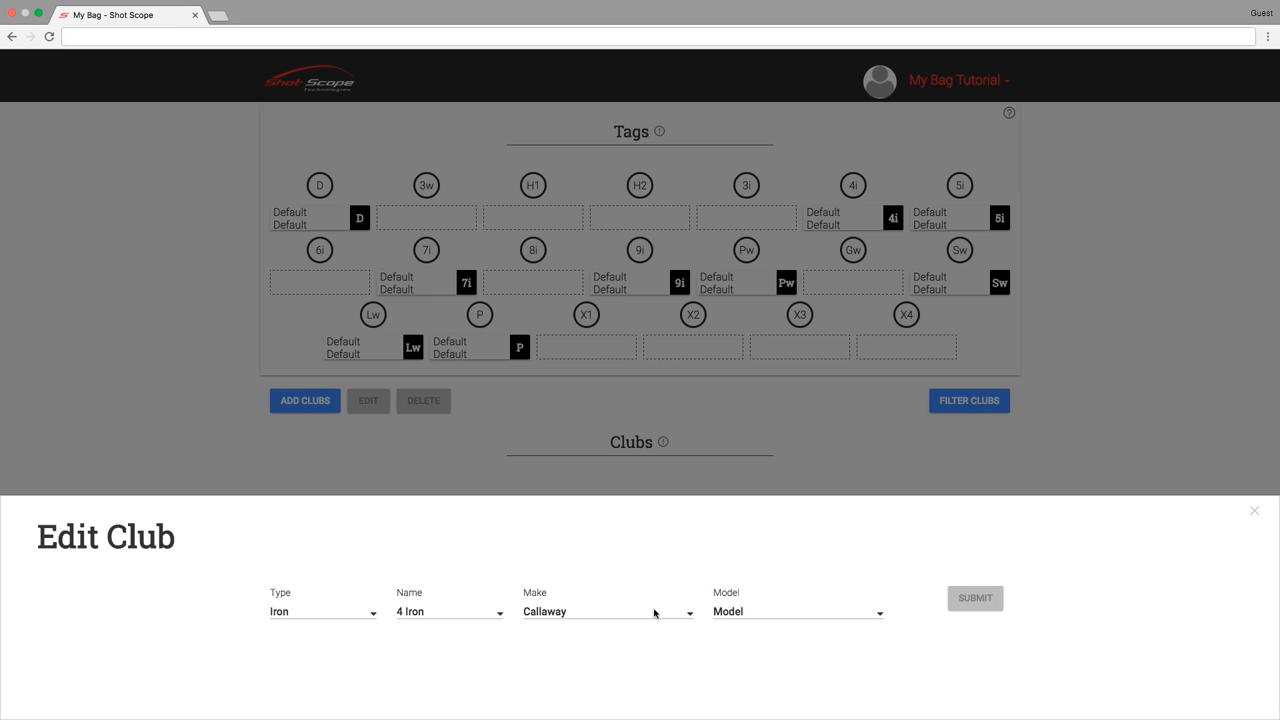 My Bag - Shot Scope
Guest
Shot Scope
Technologies
My Bag Tutorial
Tags
D 3w H1 H2 3i 4i 5i
Default Default D Default Default 4i Default Default 5i
6i 7i 8i 9i Pw Gw Sw
Default Default 7i Default Default 9i Default Default Pw Default Default Sw
Lw P X1 X2 X3 X4
Default Default Lw Default Default P
ADD CLUBS EDIT DELETE FILTER CLUBS
Clubs
Edit Club
Type Name Make Model
Iron 4 Iron Callaway Model
SUBMIT